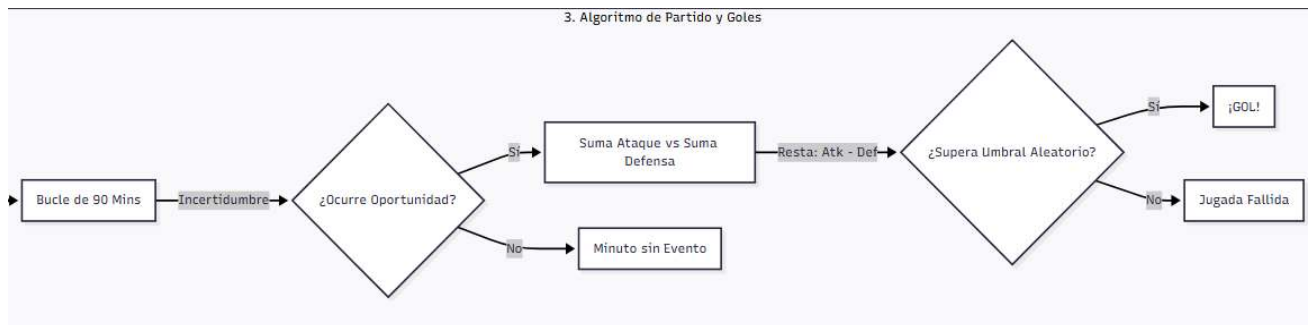 3. Algoritmo de Partido y Goles
Bucle de 90 Mins
Incertidumbre
¿Ocurre Oportunidad?
Sí
No
Suma Ataque vs Suma
Defensa
Minuto sin Evento
Resta: Atk - Def
¿Supera Umbral Aleatorio?
Sí
No
¡GOL!
Jugada Fallida